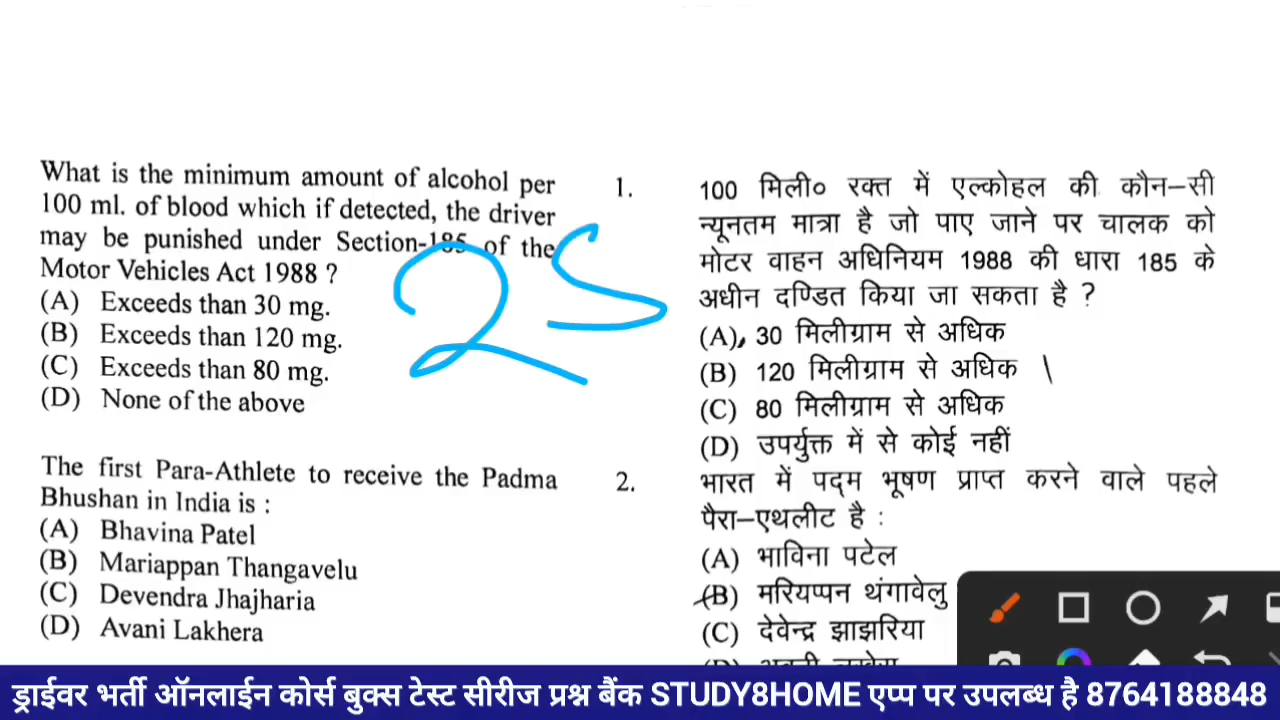 What is the minimum amount of alcohol per
100 ml. of blood which if detected, the driver
may be punished under Section-185 of the
Motor Vehicles Act 1988 ?
(A) Exceeds than 30 mg.
(B) Exceeds than 120 mg.
(C) Exceeds than 80 mg.
(D) None of the above
The first Para-Athlete to receive the Padma
Bhushan in India is :
(A) Bhavina Patel
(B) Mariappan Thangavelu
(C) Devendra Jhajharia
(D) Avani Lakhera
25
1. 100 मिली० रक्त में एल्कोहल की कौन-सी
न्यूनतम मात्रा है जो पाए जाने पर चालक को
मोटर वाहन अधिनियम 1988 की धारा 185 के
अधीन दण्डित किया जा सकता है ?
(A) 30 मिलीग्राम से अधिक
(B) 120 मिलीग्राम से अधिक
(C) 80 मिलीग्राम से अधिक
(D) उपर्युक्त में से कोई नहीं
2. भारत में पद्म भूषण प्राप्त करने वाले पहले
पैरा-एथलीट है :
(A) भाविना पटेल
(B) मरियप्पन थंगावेलु
(C) देवेन्द्र झाझरिया
ड्राईवर भर्ती ऑनलाईन कोर्स बुक्स टेस्ट सीरीज प्रश्न बैंक STUDY8HOME एप्प पर उपलब्ध है 8764188848